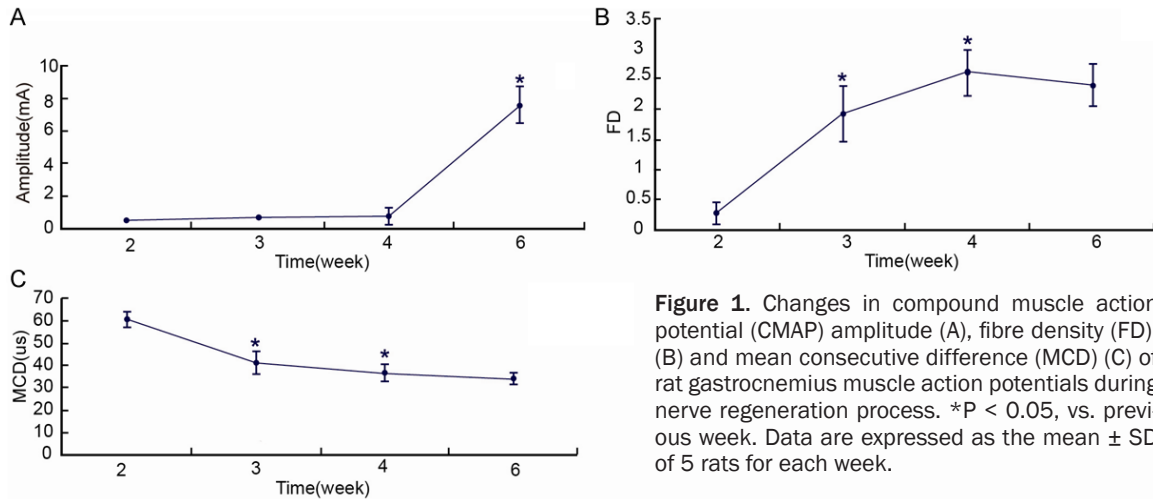 A
Amplitude(mA)
10
8
6
4
2
0
*
2 3 4 6
Time(week)
B
FD
3.5
3
2.5
2
1.5
1
0.5
0
* *
2 3 4 6
Time(week)
C
MCD(us)
70
60
50
40
30
20
10
0
* *
2 3 4 6
Time(week)
Figure 1. Changes in compound muscle action
potential (CMAP) amplitude (A), fibre density (FD)
(B) and mean consecutive difference (MCD) (C) of
rat gastrocnemius muscle action potentials during
nerve regeneration process. *P < 0.05, vs. previ-
ous week. Data are expressed as the mean ± SD
of 5 rats for each week.